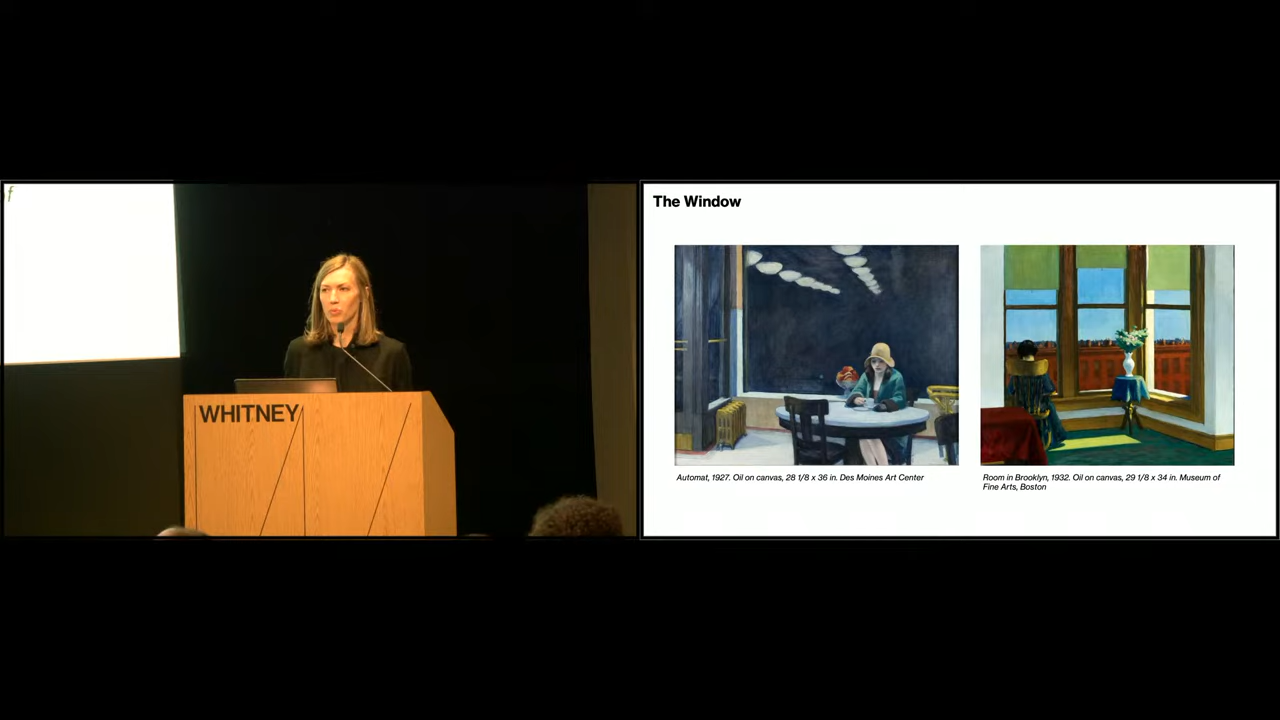 f
WHITNEY
The Window
Automat, 1927. Oil on canvas, 28 1/8 x 36 in. Des Moines Art Center
Room in Brooklyn, 1932. Oil on canvas, 29 1/8 x 34 in. Museum of
Fine Arts, Boston